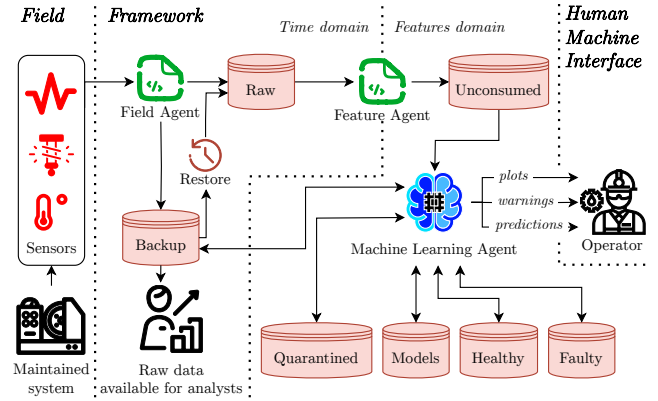 Field
Framework
Human
Machine
Interface
Time domain
Features domain
Field Agent
Raw
Feature Agent
Unconsumed
Restore
Sensors
Backup
Machine Learning Agent
plots
warnings
predictions
Operator
Maintained
system
Raw data
available for analysts
Quarantined
Models
Healthy
Faulty